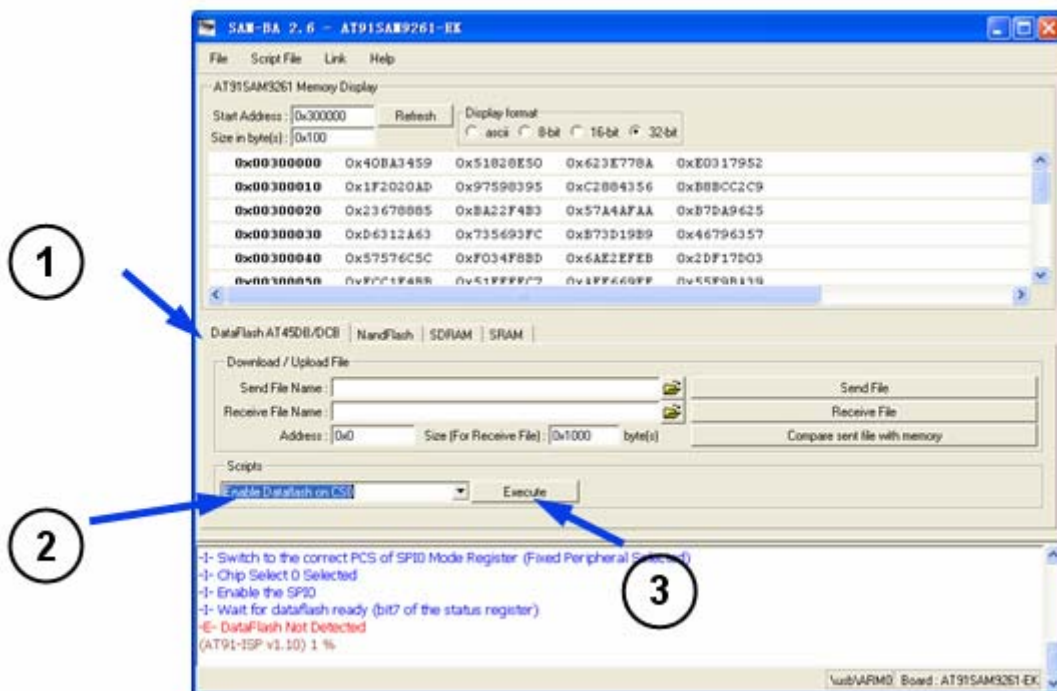 SAM-BA 2.6 - AT91SAM9261-EK
File Script File Link Help
AT91SAM9261 Memory Display
Start Address : 0x300000 Refresh Display format
Size in byte(s) : 0x100 ascii 8-bit 16-bit 32-bit
0x00300000 0x40BA3459 0x51828E50 0x623E778A 0xE0317952
0x00300010 0x1F2020AD 0x97598395 0xC2884356 0xB8BCC2C9
0x00300020 0x23678885 0xBA22F4B3 0x57A4AFAA 0xB7DA9625
0x00300030 0xD6312A63 0x735693FC 0xB73D19B9 0x46796357
0x00300040 0x57576C5C 0xF034F8BD 0x6AE2EFEB 0x2DF17D03
0x00300050
1
DataFlash AT45DB/DCB NandFlash SDRAM SRAM
Download / Upload File
Send File Name : Send File
Receive File Name : Receive File
Address : 0x0 Size (For Receive File) : 0x1000 byte(s) Compare sent file with memory
Scripts
Enable Dataflash on CS0 Execute
2
3
-I- Switch to the correct PCS of SPI0 Mode Register (Fixed Peripheral Selected)
-I- Chip Select 0 Selected
-I- Enable the SPI0
-I- Wait for dataflash ready (bit7 of the status register)
-E- DataFlash Not Detected
(AT91-ISP v1.10) 1 %
\usb\ARM0 Board : AT91SAM9261-EK